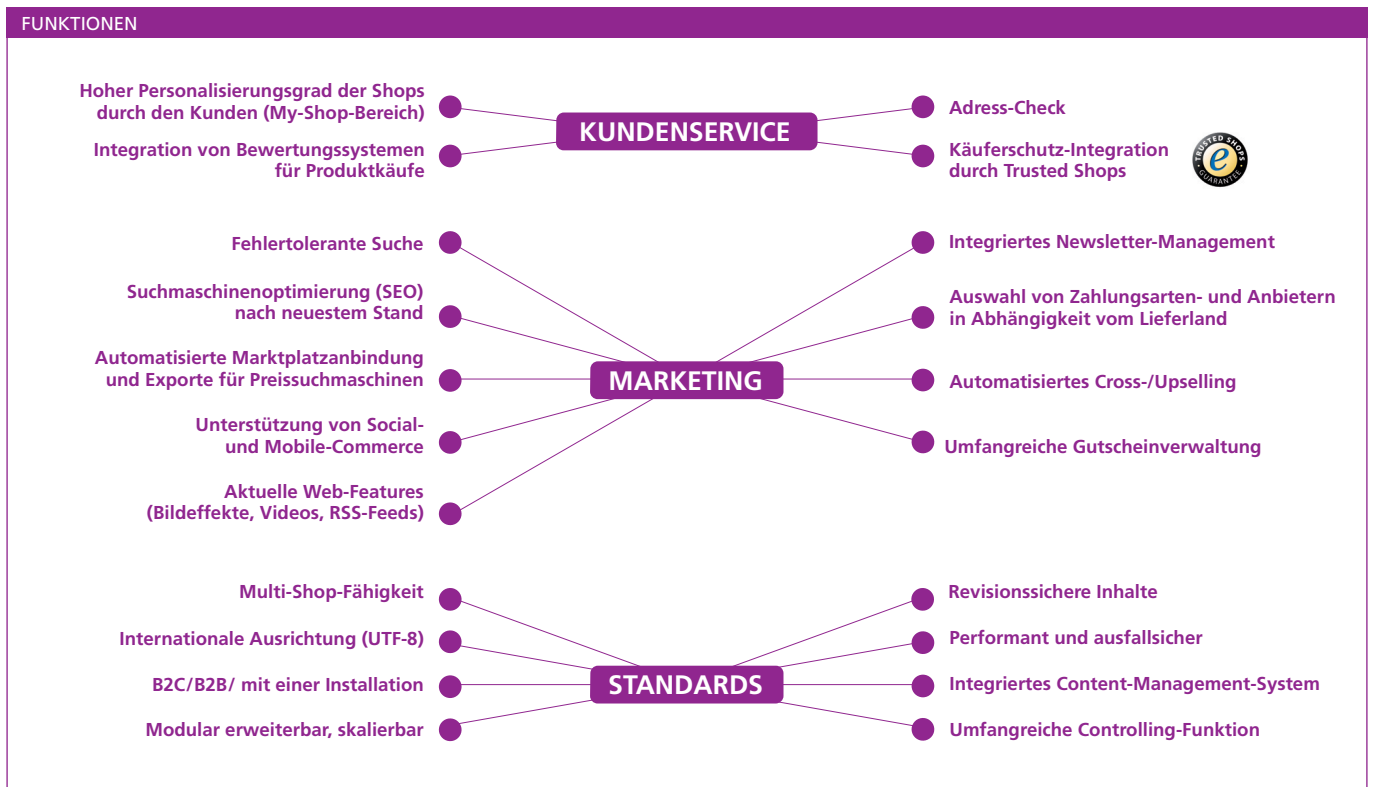 FUNKTIONEN
Hoher Personalisierungsgrad der Shops
durch den Kunden (My-Shop-Bereich)
Integration von Bewertungssystemen
für Produktkäufe
KUNDENSERVICE
Adress-Check
Käuferschutz-Integration
durch Trusted Shops
TRUSTED SHOPS
e
GUARANTEE
Fehlertolerante Suche
Suchmaschinenoptimierung (SEO)
nach neuestem Stand
Automatisierte Marktplatzanbindung
und Exporte für Preissuchmaschinen
Unterstützung von Social-
und Mobile-Commerce
Aktuelle Web-Features
(Bildeffekte, Videos, RSS-Feeds)
MARKETING
Integriertes Newsletter-Management
Auswahl von Zahlungsarten- und Anbietern
in Abhängigkeit vom Lieferland
Automatisiertes Cross-/Upselling
Umfangreiche Gutscheinverwaltung
Multi-Shop-Fähigkeit
Internationale Ausrichtung (UTF-8)
B2C/B2B/ mit einer Installation
Modular erweiterbar, skalierbar
STANDARDS
Revisionssichere Inhalte
Performant und ausfallsicher
Integriertes Content-Management-System
Umfangreiche Controlling-Funktion